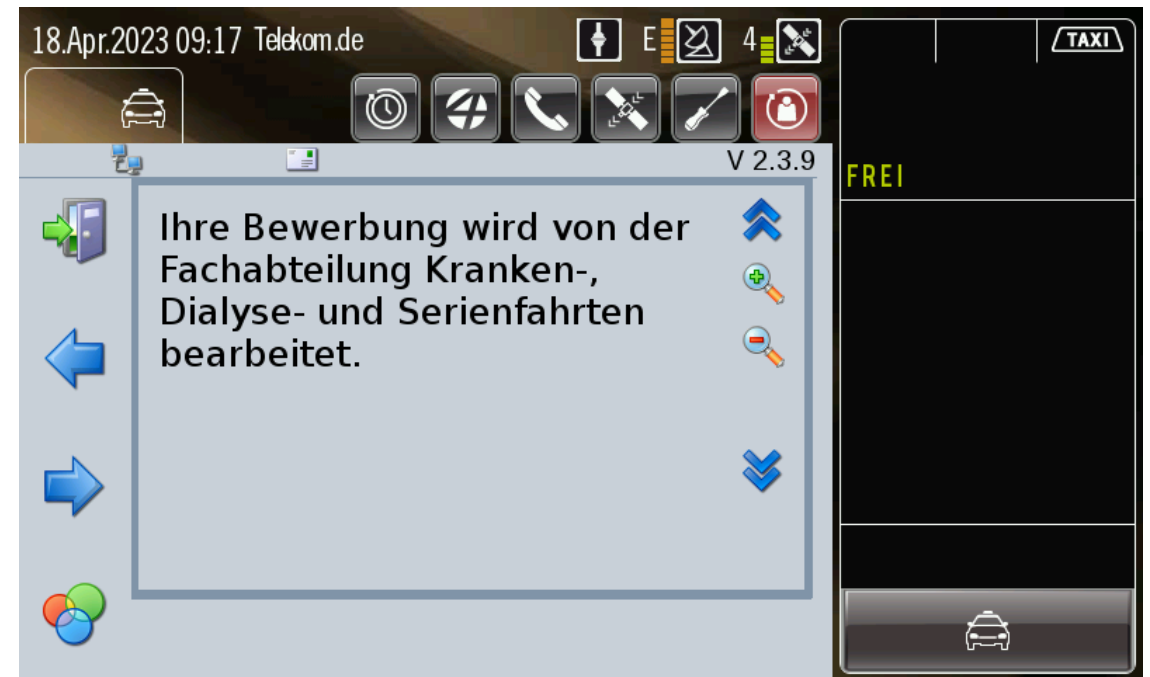 18.Apr.2023 09:17 Telekom.de E 4 TAXI
V 2.3.9
FREI
Ihre Bewerbung wird von der
Fachabteilung Kranken-,
Dialyse- und Serienfahrten
bearbeitet.